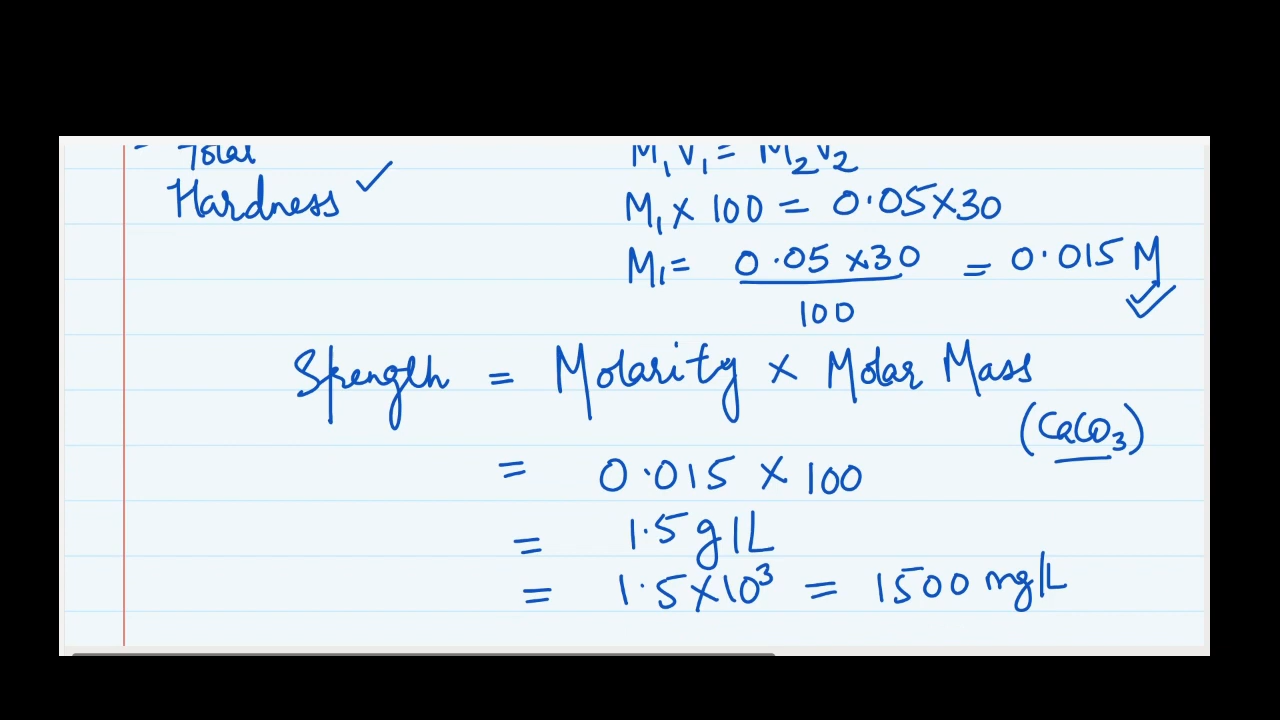 - Total
Hardness ✓
M₁V₁ = M₂V₂
M₁ × 100 = 0.05×30
M₁ = 0.05 ×30 / 100 = 0.015 M ✓
Strength = Molarity × Molar Mass
(CaCO₃)
= 0.015 × 100
= 1.5 g/L
= 1.5×10³ = 1500 mg/L